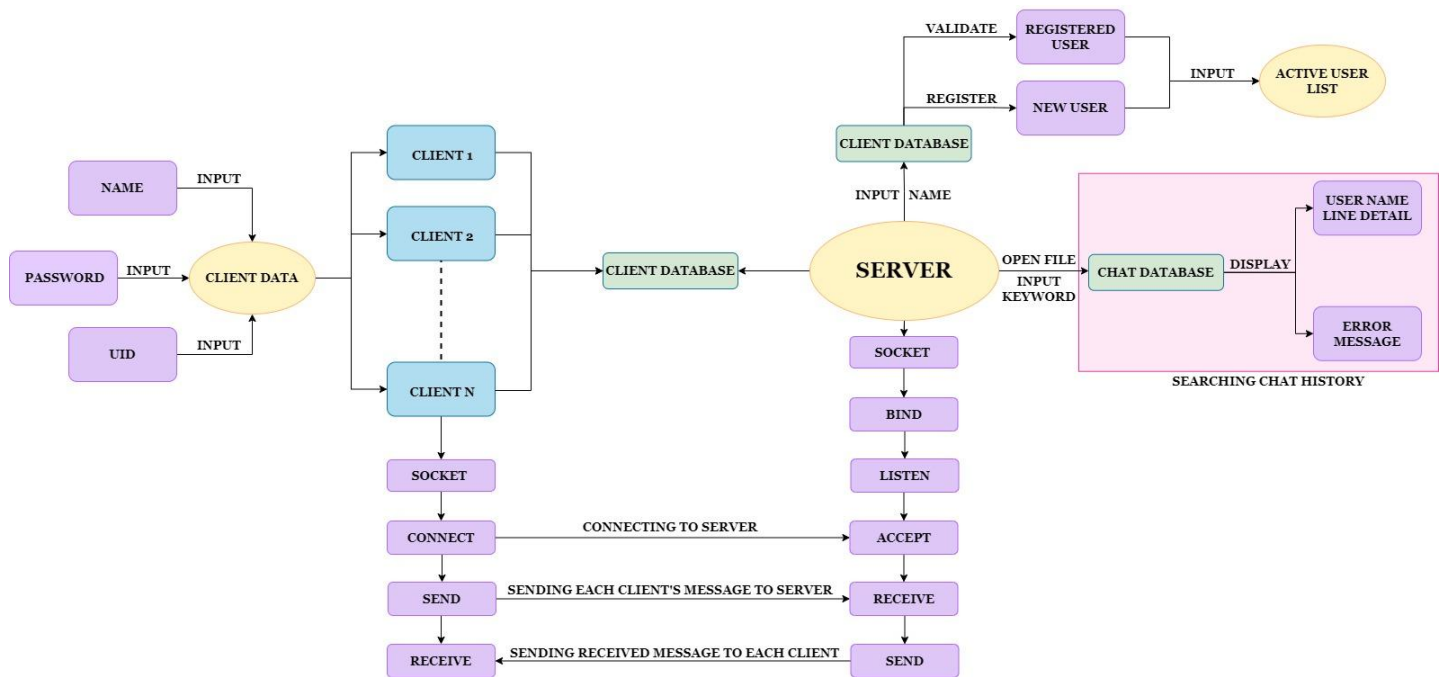 VALIDATE
REGISTERED
USER
INPUT
ACTIVE USER
LIST
REGISTER
NEW USER
CLIENT DATABASE
INPUT NAME
NAME
INPUT
PASSWORD
INPUT
UID
INPUT
CLIENT DATA
CLIENT 1
CLIENT 2
CLIENT N
CLIENT DATABASE
SERVER
OPEN FILE
INPUT
KEYWORD
CHAT DATABASE
DISPLAY
USER NAME
LINE DETAIL
ERROR
MESSAGE
SEARCHING CHAT HISTORY
SOCKET
BIND
LISTEN
SOCKET
CONNECT
CONNECTING TO SERVER
ACCEPT
SEND
SENDING EACH CLIENT'S MESSAGE TO SERVER
RECEIVE
RECEIVE
SENDING RECEIVED MESSAGE TO EACH CLIENT
SEND